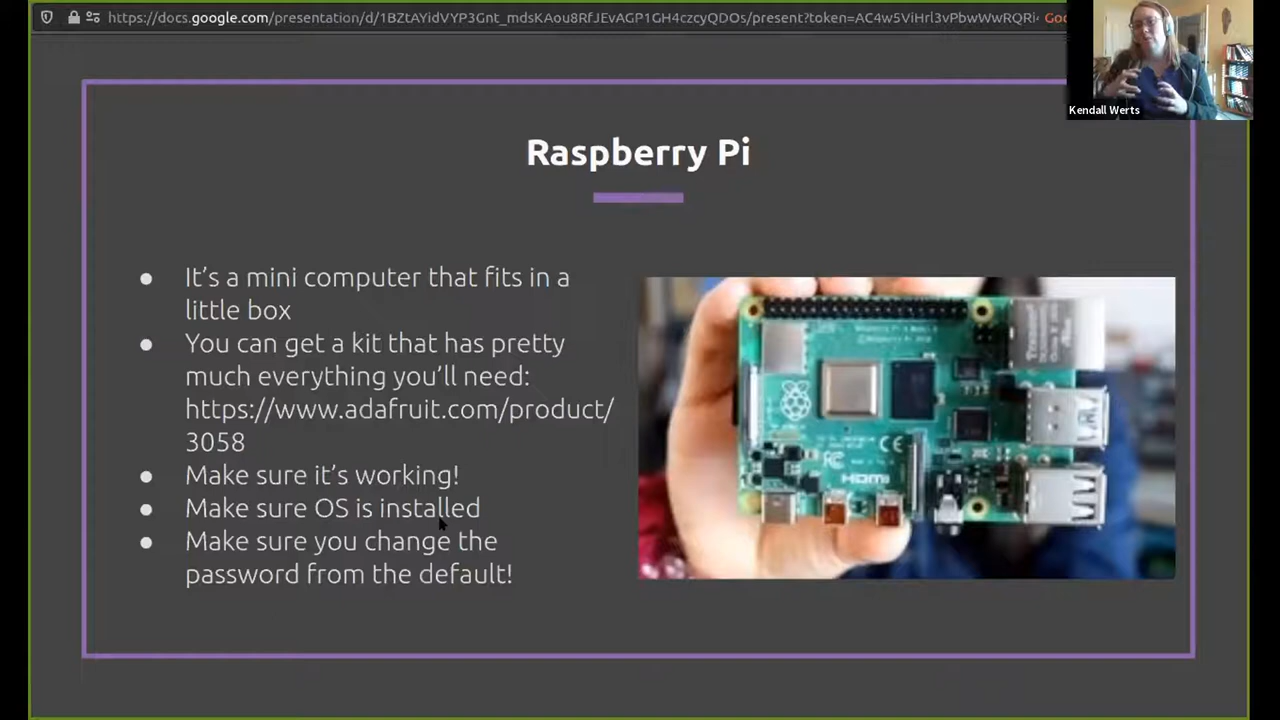 https://docs.google.com/presentation/d/1BZtAYidVYP3Gnt_mdsKAou8RfJEvAGP1GH4czcyQDOs/present?token=AC4w5ViHrl3vPbwWwRQRi
Goo
Kendall Werts
Raspberry Pi
● It's a mini computer that fits in a
little box
● You can get a kit that has pretty
much everything you'll need:
https://www.adafruit.com/product/
3058
● Make sure it's working!
● Make sure OS is installed
● Make sure you change the
password from the default!
HDMI